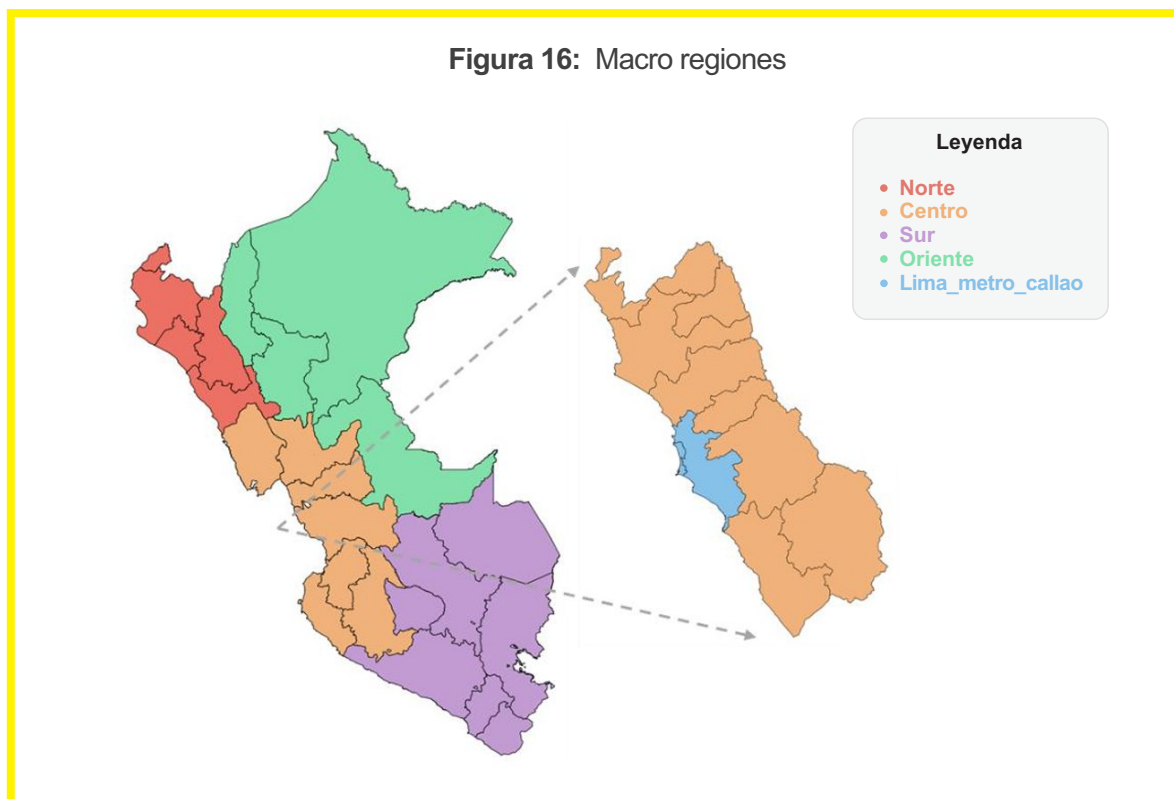 Figura 16: Macro regiones
Leyenda
Norte
Centro
Sur
Oriente
Lima_metro_callao